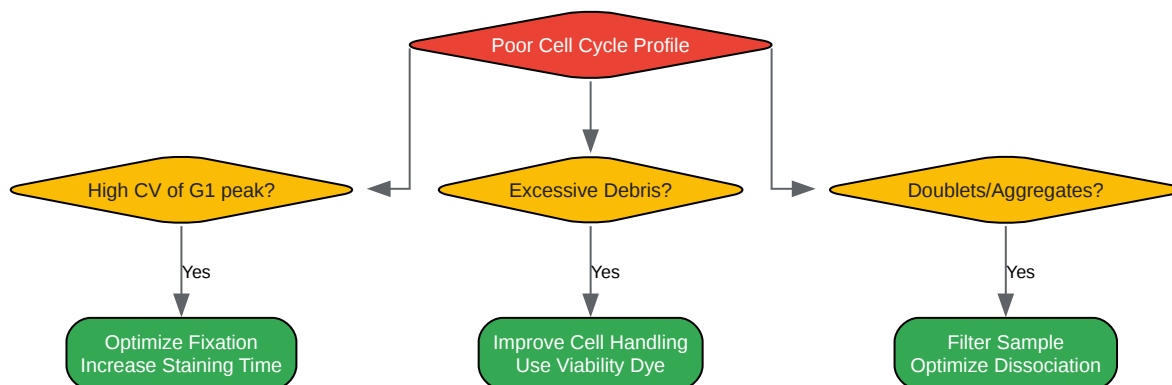 Poor Cell Cycle Profile
High CV of G1 peak?
Excessive Debris?
Doublets/Aggregates?
Yes
Yes
Yes
Optimize Fixation
Increase Staining Time
Improve Cell Handling
Use Viability Dye
Filter Sample
Optimize Dissociation